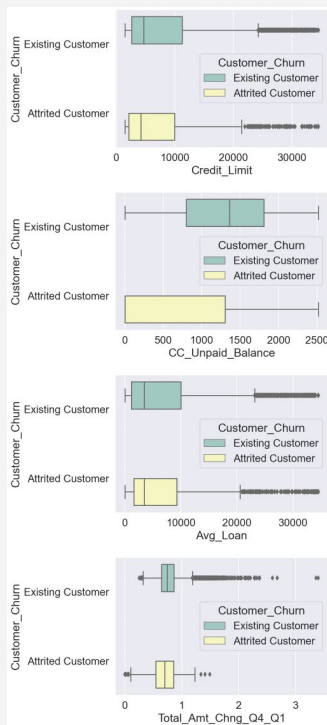 Customer_Churn
Existing Customer
Attrited Customer
Customer_Churn
Existing Customer
Attrited Customer
0 10000 20000 30000
Credit_Limit
Customer_Churn
Existing Customer
Attrited Customer
Customer_Churn
Existing Customer
Attrited Customer
0 500 1000 1500 2000 2500
CC_Unpaid_Balance
Customer_Churn
Existing Customer
Attrited Customer
Customer_Churn
Existing Customer
Attrited Customer
0 10000 20000 30000
Avg_Loan
Customer_Churn
Existing Customer
Attrited Customer
Customer_Churn
Existing Customer
Attrited Customer
0 1 2 3
Total_Amt_Chng_Q4_Q1